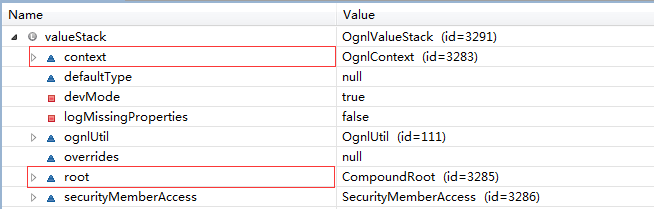 Name Value
valueStack OgnlValueStack (id=3291)
context OgnlContext (id=3283)
defaultType null
devMode true
logMissingProperties false
ognlUtil OgnlUtil (id=111)
overrides null
root CompoundRoot (id=3285)
securityMemberAccess SecurityMemberAccess (id=3286)